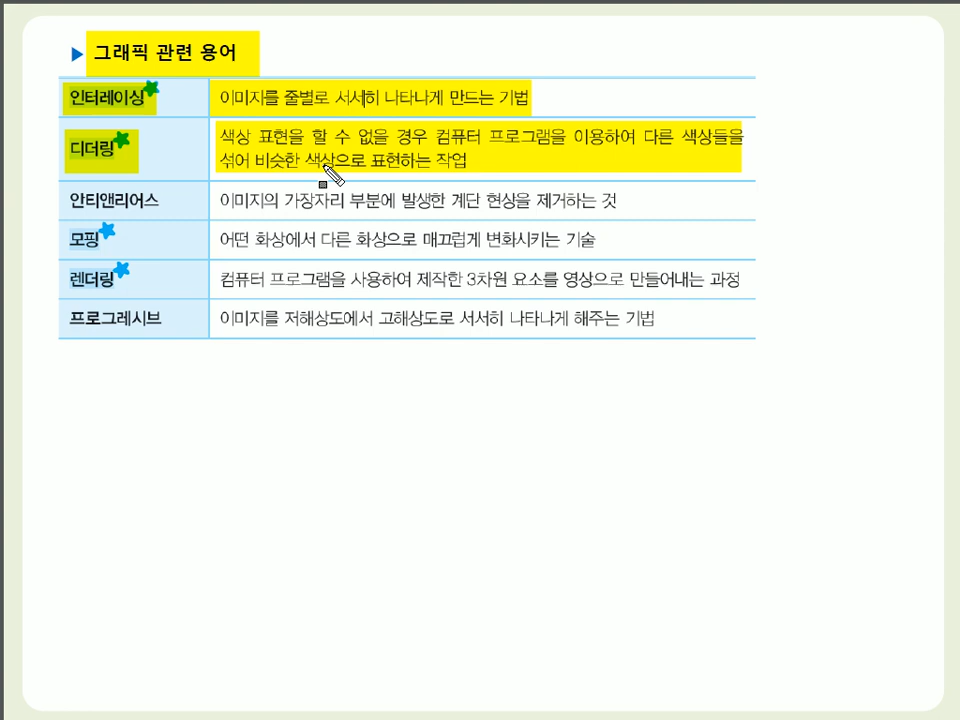 ▶ 그래픽 관련 용어
인터레이싱 이미지를 줄별로 서서히 나타나게 만드는 기법
디더링 색상 표현을 할 수 없을 경우 컴퓨터 프로그램을 이용하여 다른 색상들을
섞어 비슷한 색상으로 표현하는 작업
안티앨리어스 이미지의 가장자리 부분에 발생한 계단 현상을 제거하는 것
모핑 어떤 화상에서 다른 화상으로 매끄럽게 변화시키는 기술
렌더링 컴퓨터 프로그램을 사용하여 제작한 3차원 요소를 영상으로 만들어내는 과정
프로그레시브 이미지를 저해상도에서 고해상도로 서서히 나타나게 해주는 기법